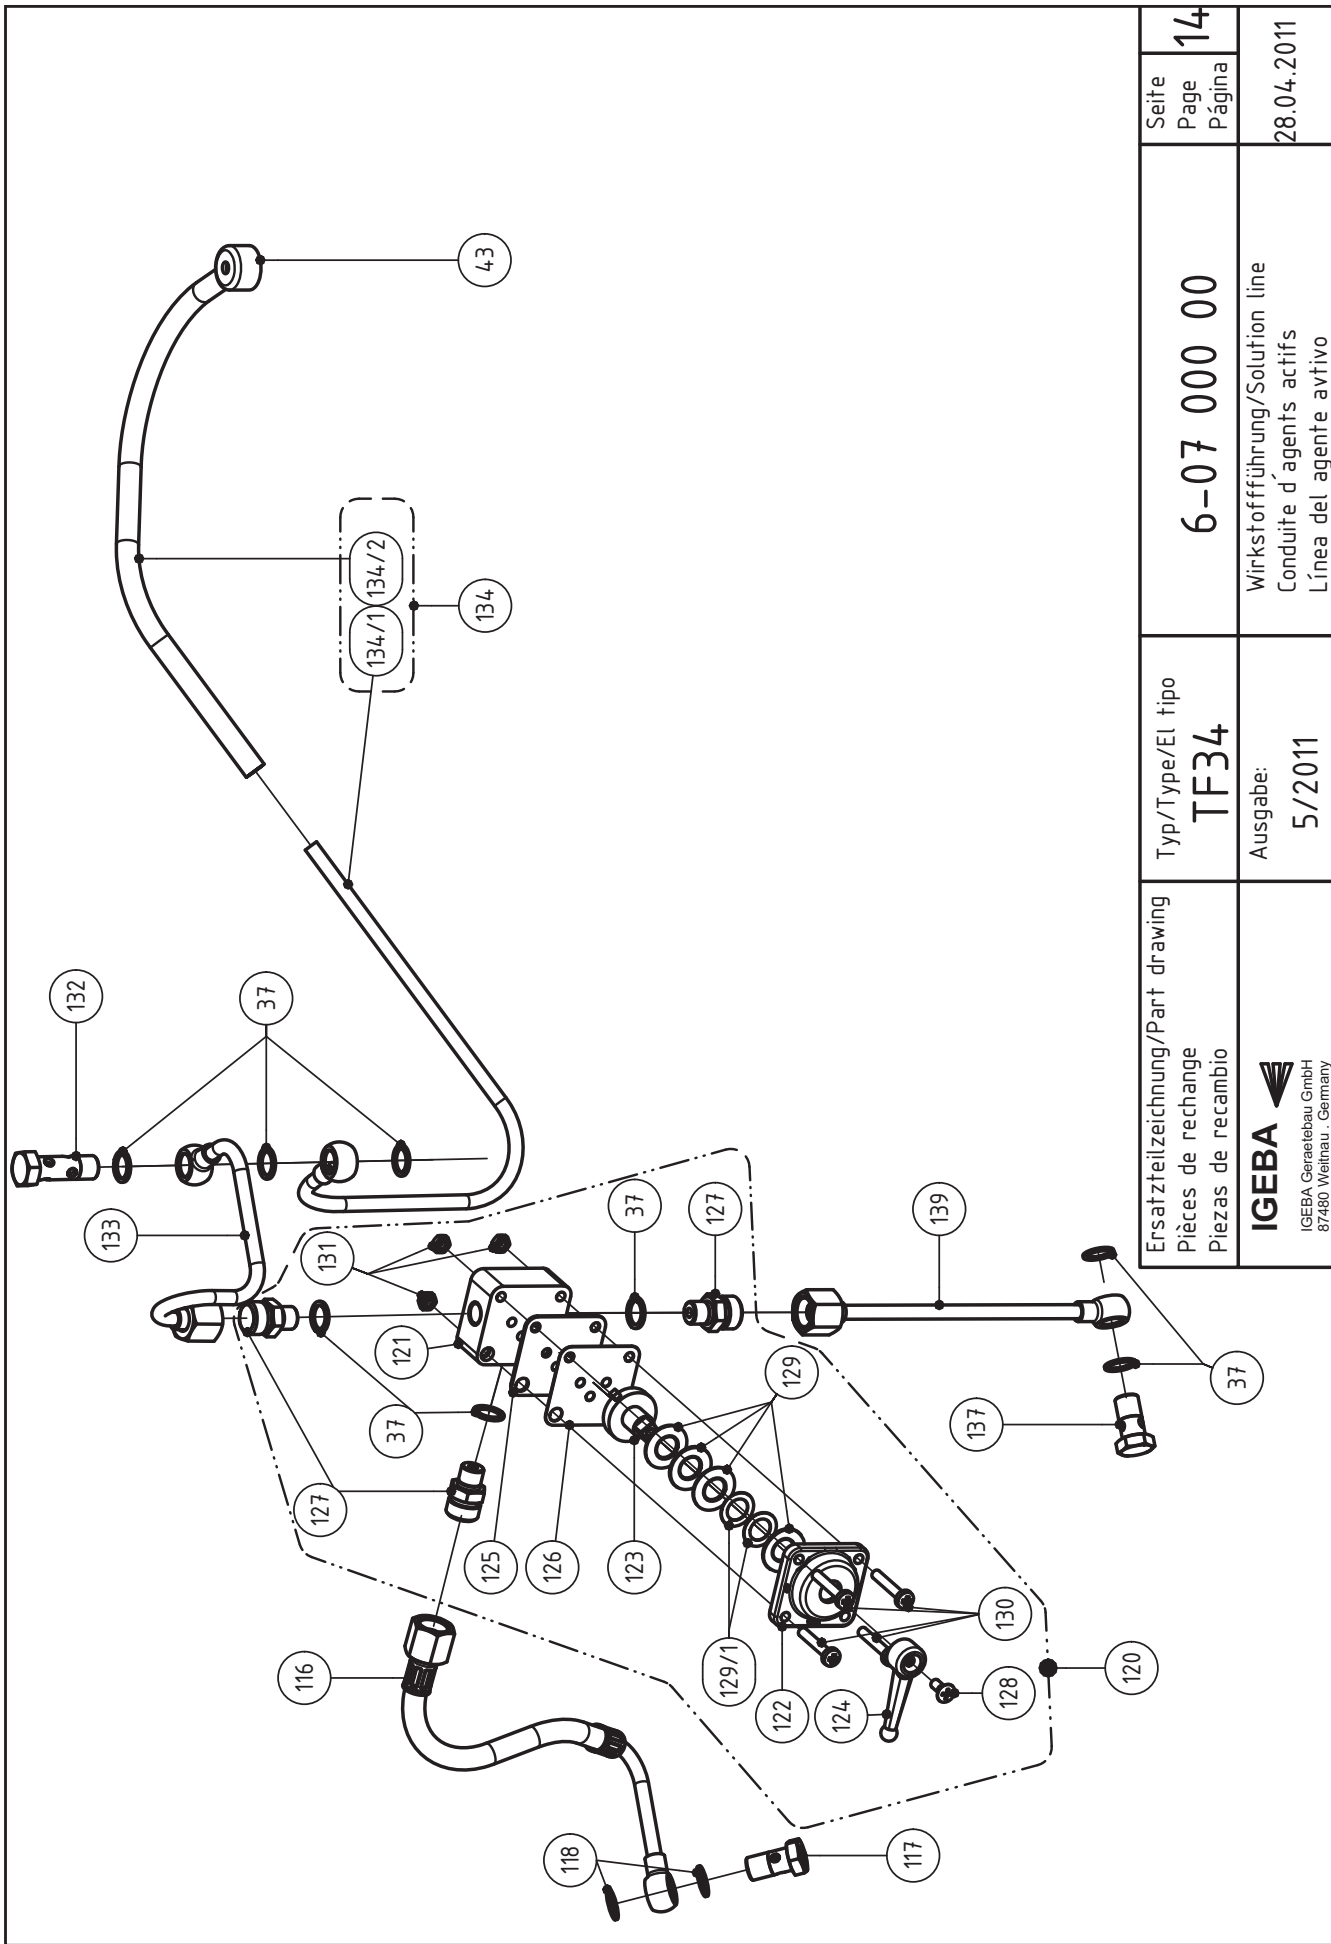 43
134/2
134/1
134
132
37
133
131
37
127
139
121
129
37
37
137
127
125
126
123
130
129/1
116
122
124
128
120
118
117
Ersatzteilzeichnung/Part drawing
Pièces de rechange
Piezas de recambio
Typ/Type/El tipo
TF34
6-07 000 00
Seite
Page
Página
14
IGEBA
IGEBA Geraetebau GmbH
87480 Weitnau . Germany
Ausgabe:
5/2011
Wirkstoffführung/Solution line
Conduite d´agents actifs
Línea del agente avtivo
28.04.2011